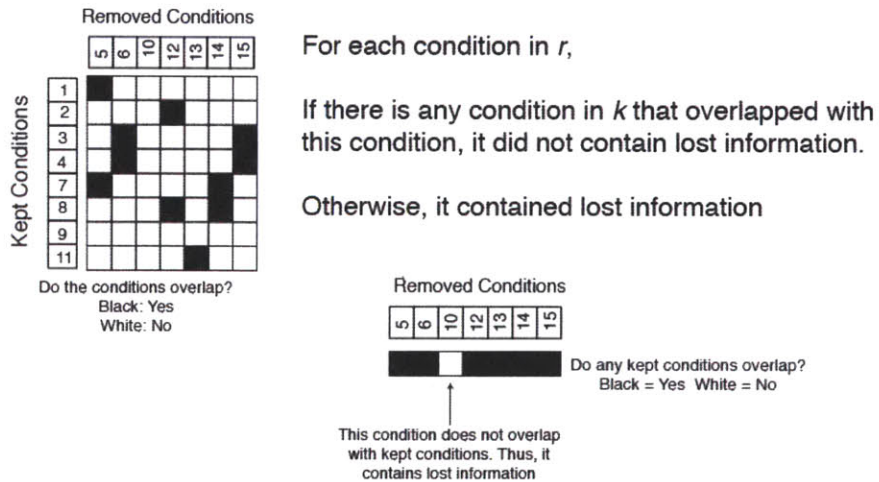 Removed Conditions
5 6 10 12 13 14 15
Kept Conditions
1
2
3
4
7
8
9
11
Do the conditions overlap?
Black: Yes
White: No
For each condition in r,
If there is any condition in k that overlapped with
this condition, it did not contain lost information.
Otherwise, it contained lost information
Removed Conditions
5 6 10 12 13 14 15
Do any kept conditions overlap?
Black = Yes White = No
This condition does not overlap
with kept conditions. Thus, it
contains lost information